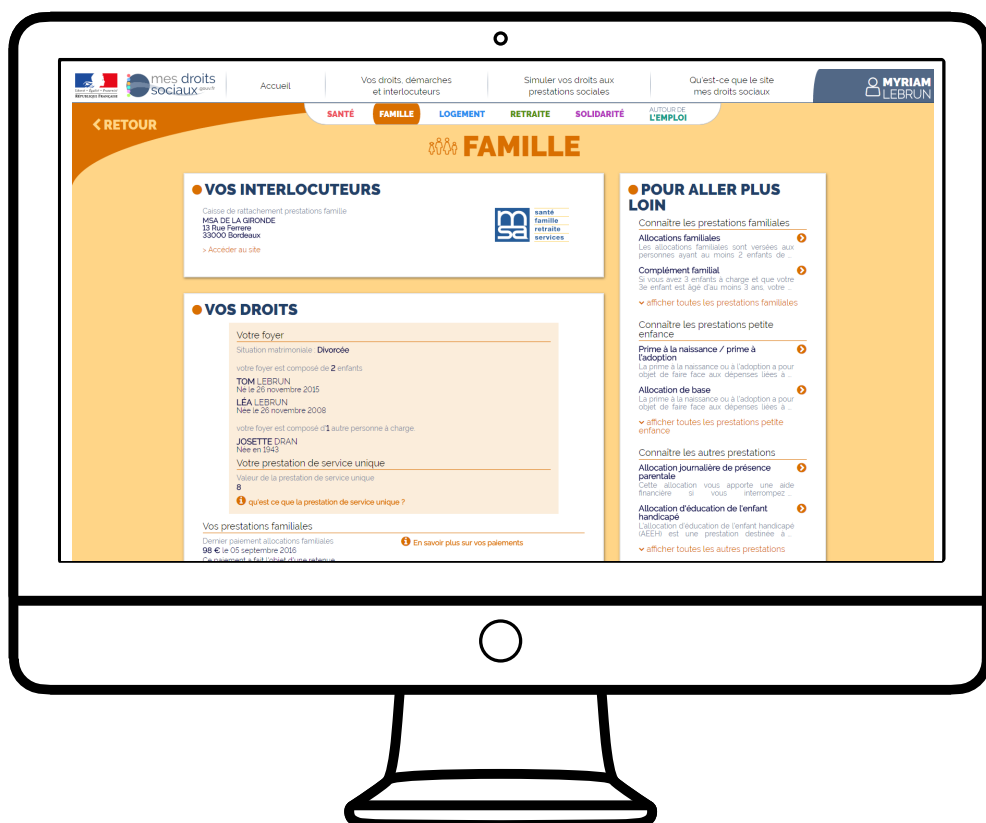 Liberté • Égalité • Fraternité
RÉPUBLIQUE FRANÇAISE
mes droits
sociaux.gouv.fr
Accueil
Vos droits, démarches
et interlocuteurs
Simuler vos droits aux
prestations sociales
Qu'est-ce que le site
mes droits sociaux
MYRIAM
LEBRUN
RETOUR
SANTÉ
FAMILLE
LOGEMENT
RETRAITE
SOLIDARITÉ
AUTOUR DE
L'EMPLOI
FAMILLE
VOS INTERLOCUTEURS
Caisse de rattachement prestations famille
MSA DE LA GIRONDE
13 Rue Ferrere
33000 Bordeaux
> Accéder au site
msa
santé
famille
retraite
services
VOS DROITS
Votre foyer
Situation matrimoniale : Divorcée
votre foyer est composé de 2 enfants
TOM LEBRUN
Né le 26 novembre 2015
LÉA LEBRUN
Née le 26 novembre 2008
votre foyer est composé d'1 autre personne à charge.
JOSETTE DRAN
Née en 1943
Votre prestation de service unique
Valeur de la prestation de service unique
8
qu'est ce que la prestation de service unique ?
Vos prestations familiales
Dernier paiement allocations familiales
98 € le 05 septembre 2016
Ce paiement a fait l'objet d'une retenue
En savoir plus sur vos paiements
POUR ALLER PLUS
LOIN
Connaître les prestations familiales
Allocations familiales
Les allocations familiales sont versées aux
personnes ayant au moins 2 enfants de ...
Complément familial
Si vous avez 3 enfants à charge et que votre
3e enfant est âgé d'au moins 3 ans, votre ...
afficher toutes les prestations familiales
Connaître les prestations petite
enfance
Prime à la naissance / prime à
l'adoption
La prime à la naissance ou à l'adoption a pour
objet de faire face aux dépenses liées à ...
Allocation de base
La prime à la naissance ou à l'adoption a pour
objet de faire face aux dépenses liées à ...
afficher toutes les prestations petite
enfance
Connaître les autres prestations
Allocation journalière de présence
parentale
Cette allocation vous apporte une aide
financière si vous interrompez ...
Allocation d'éducation de l'enfant
handicapé
L'allocation d'éducation de l'enfant handicapé
(AEEH) est une prestation destinée à ...
afficher toutes les autres prestations